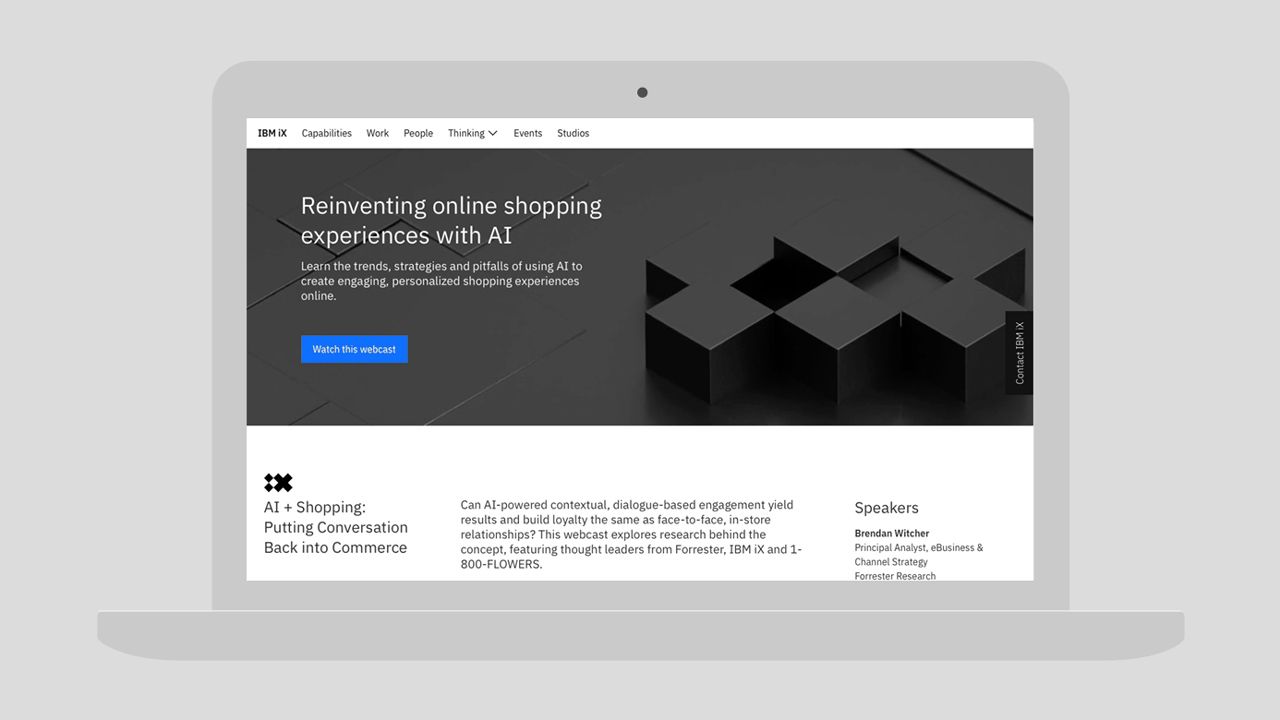 IBM iX Capabilities Work People Thinking Events Studios
Reinventing online shopping
experiences with AI
Learn the trends, strategies and pitfalls of using AI to
create engaging, personalized shopping experiences
online.
Watch this webcast
Contact IBM iX
AI + Shopping:
Putting Conversation
Back into Commerce
Can AI-powered contextual, dialogue-based engagement yield
results and build loyalty the same as face-to-face, in-store
relationships? This webcast explores research behind the
concept, featuring thought leaders from Forrester, IBM iX and 1-
800-FLOWERS.
Speakers
Brendan Witcher
Principal Analyst, eBusiness &
Channel Strategy
Forrester Research